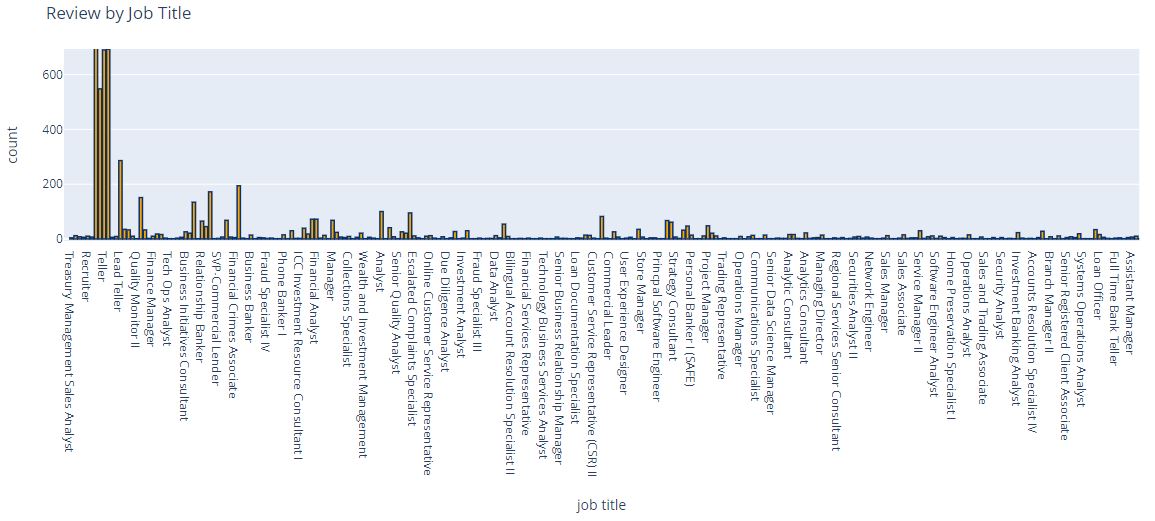 Review by Job Title
count
600
400
200
0
Treasury Management Sales Analyst
Recruiter
Teller
Lead Teller
Quality Monitor II
Finance Manager
Tech Ops Analyst
Business Initiatives Consultant
Relationship Banker
SVP Commercial Lender
Financial Crimes Associate
Business Banker
Fraud Specialist IV
Phone Banker I
ICC Investment Resource Consultant I
Financial Analyst
Manager
Collections Specialist
Wealth and Investment Management
Analyst
Senior Quality Analyst
Escalated Complaints Specialist
Online Customer Service Representative
Due Diligence Analyst
Investment Analyst
Fraud Specialist III
Data Analyst
Bilingual Account Resolution Specialist II
Financial Services Representative
Technology Business Services Analyst
Senior Business Relationship Manager
Loan Documentation Specialist
Customer Service Representative (CSR) II
Commercial Leader
User Experience Designer
Store Manager
Principal Software Engineer
Strategy Consultant
Personal Banker I (SAFE)
Project Manager
Trading Representative
Operations Manager
Communications Specialist
Senior Data Science Manager
Analytic Consultant
Analytics Consultant
Managing Director
Regional Services Senior Consultant
Securities Analyst II
Network Engineer
Sales Manager
Sales Associate
Service Manager II
Software Engineer Analyst
Home Preservation Specialist I
Operations Analyst
Sales and Trading Associate
Security Analyst
Investment Banking Analyst
Accounts Resolution Specialist IV
Branch Manager II
Senior Registered Client Associate
Systems Operations Analyst
Loan Officer
Full Time Bank Teller
Assistant Manager
job title